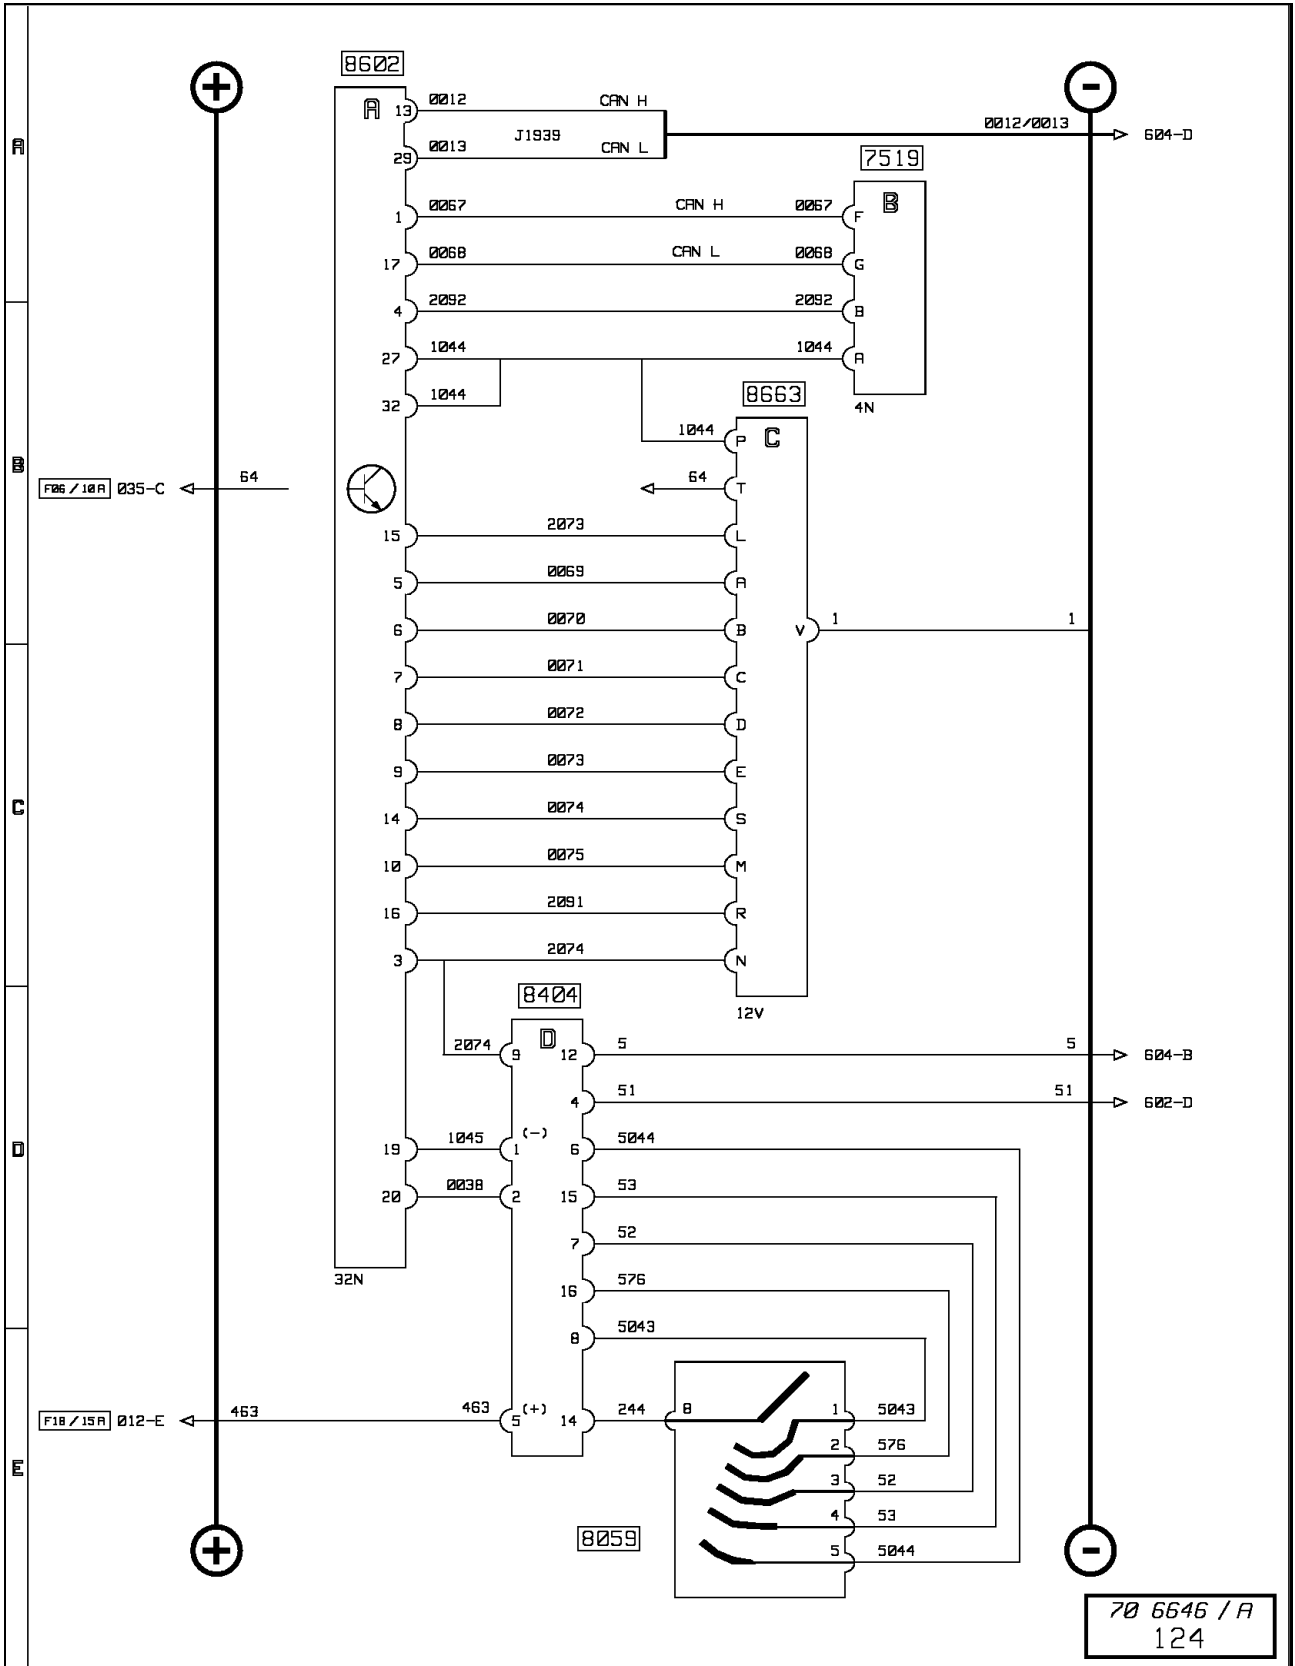 8602
A 13 0012 CAN H
0012/0013 604-D
A
J1939
29 0013 CAN L
7519
B
1 0067 CAN H 0067 F
17 0068 CAN L 0068 G
4 2092 2092 B
27 1044 1044 A
32 1044
8663
4N
1044 P C
B
F06 / 10A 035-C 64
64 T
15 2073 L
5 0069 A
6 0070 B
V 1 1
7 0071 C
8 0072 D
9 0073 E
C
14 0074 S
10 0075 M
16 2091 R
3 2074 N
8404
12V
D
2074 9 12 5 5 604-B
4 51 51 602-D
D
19 1045 1 (-) 6 5044
20 0038 2 15 53
7 52
32N
16 576
8 5043
F18 / 15A 012-E 463 463 5 (+) 14 244 8 1 5043
2 576
E
3 52
4 53
8059
5 5044
70 6646 / A
124
+
-
+
-